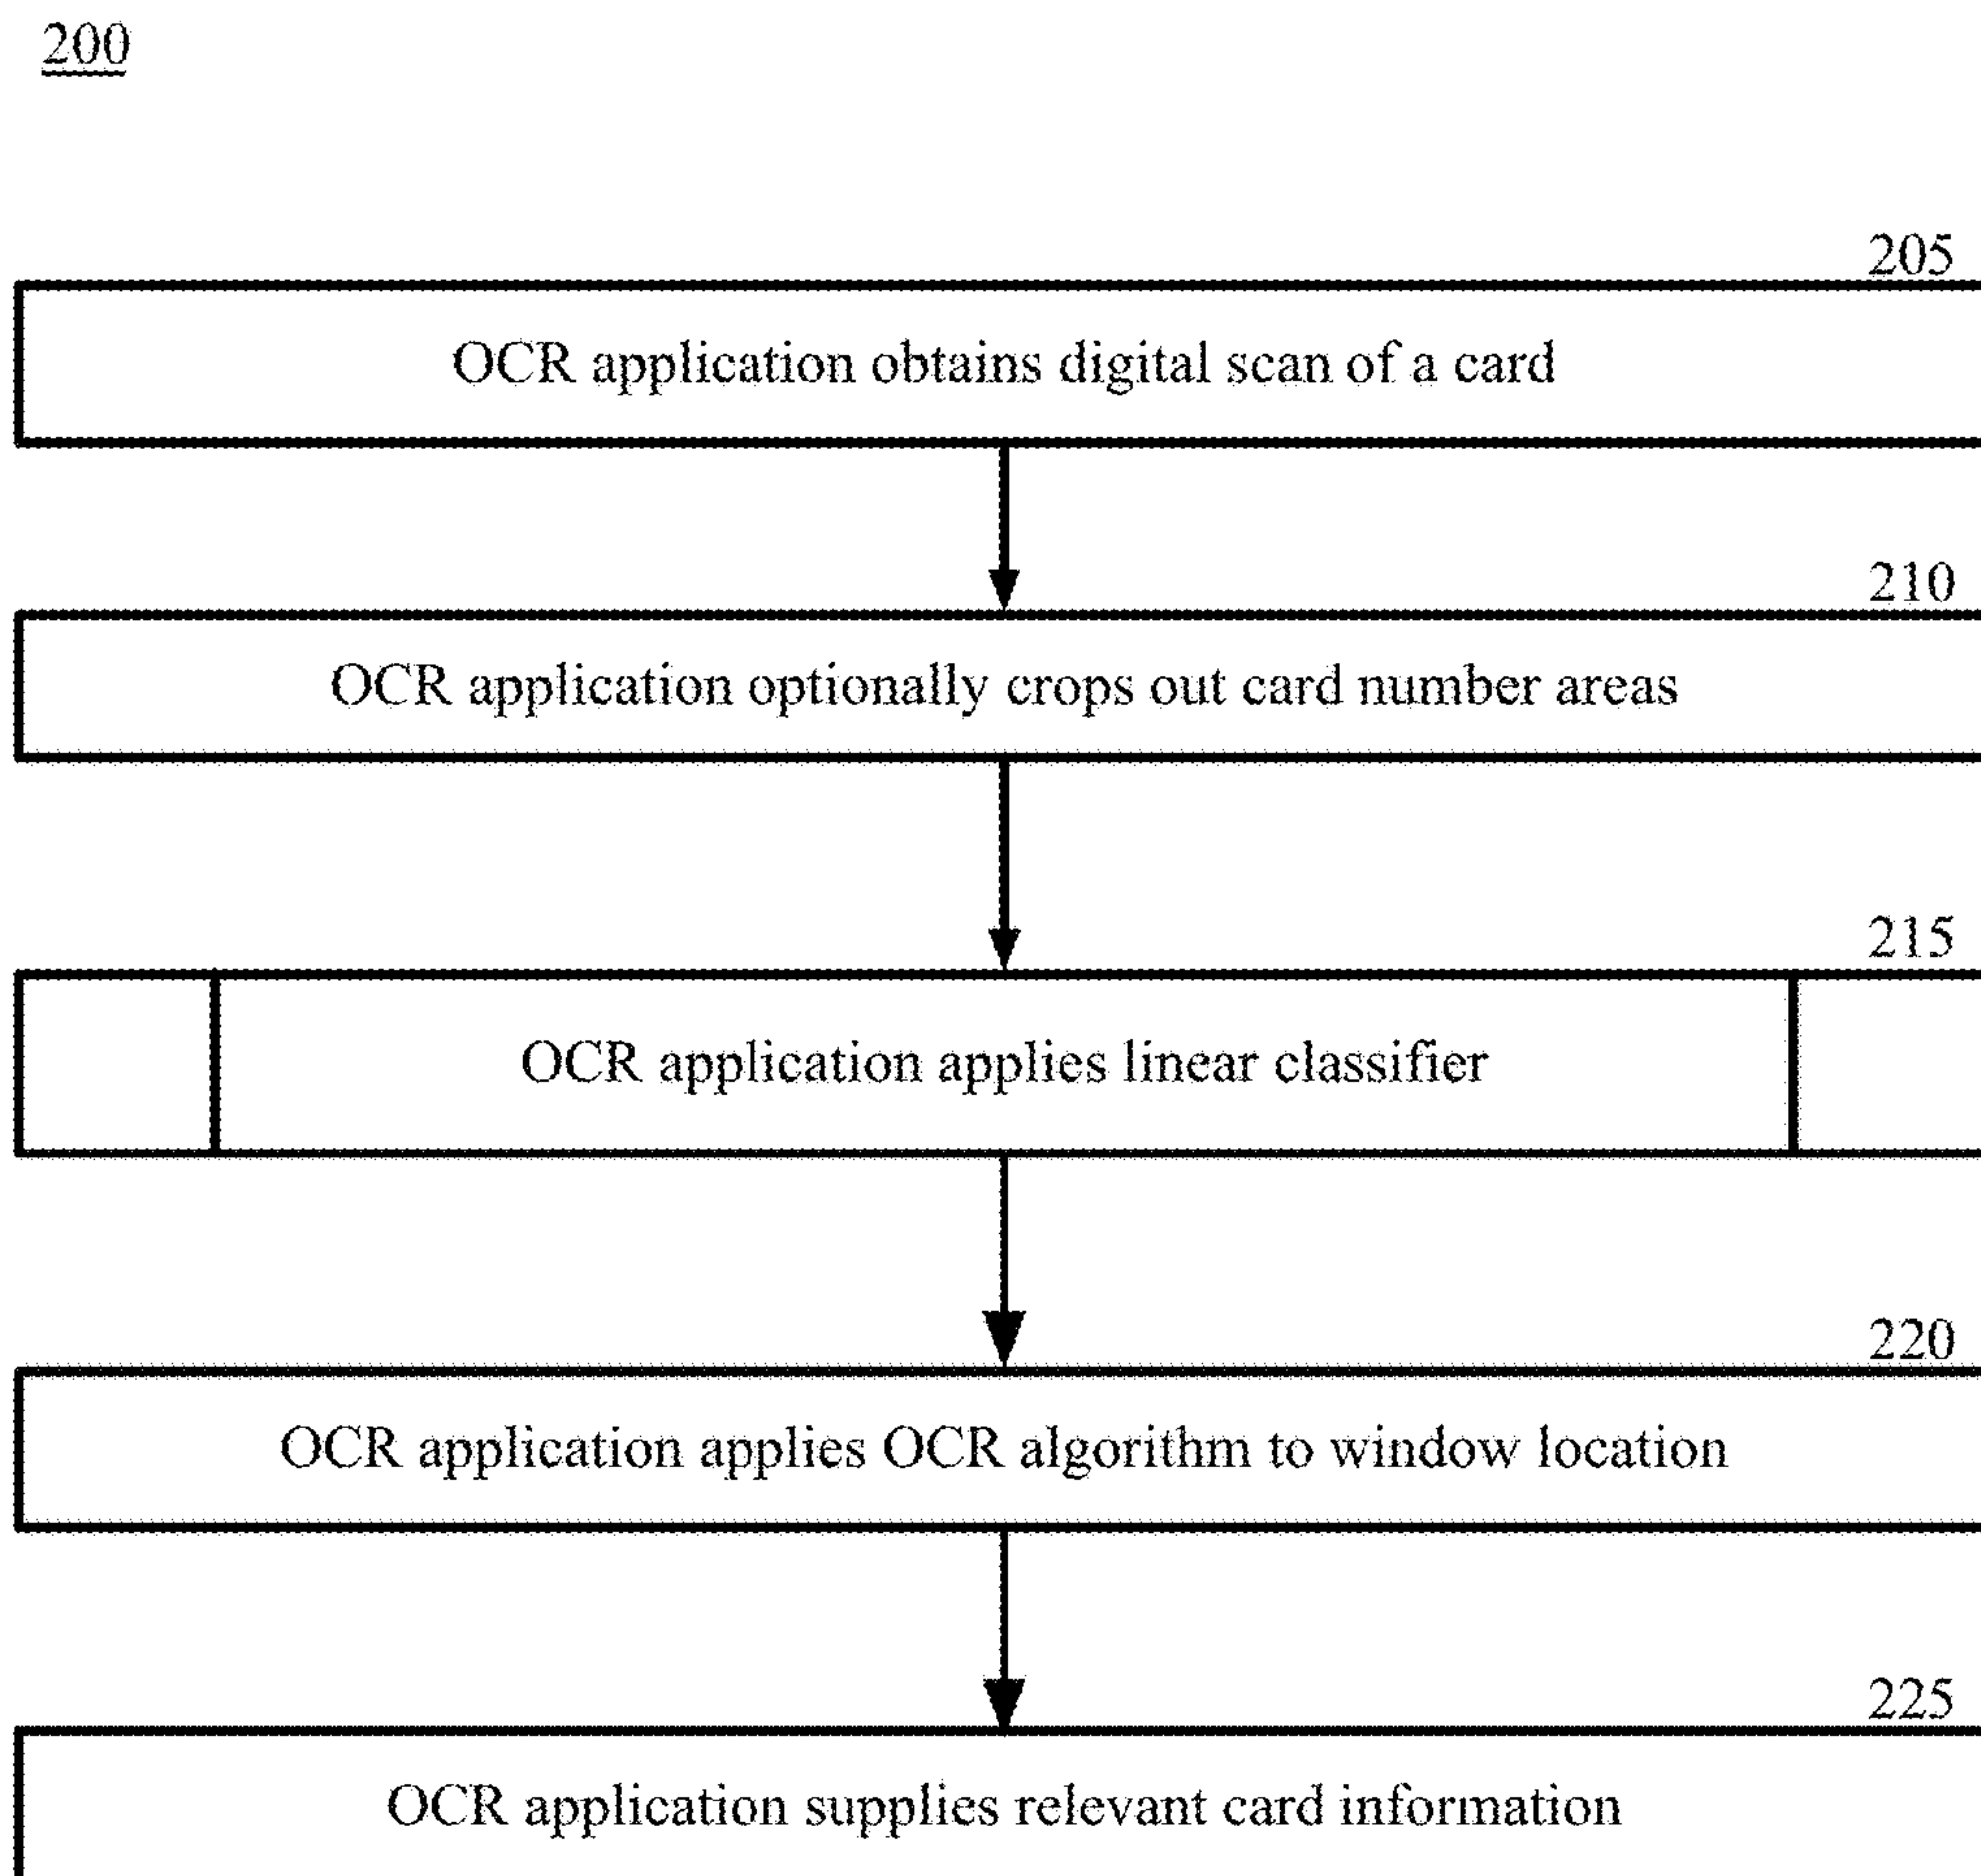 200
205
OCR application obtains digital scan of a card
210
OCR application optionally crops out card number areas
215
OCR application applies linear classifier
220
OCR application applies OCR algorithm to window location
225
OCR application supplies relevant card information